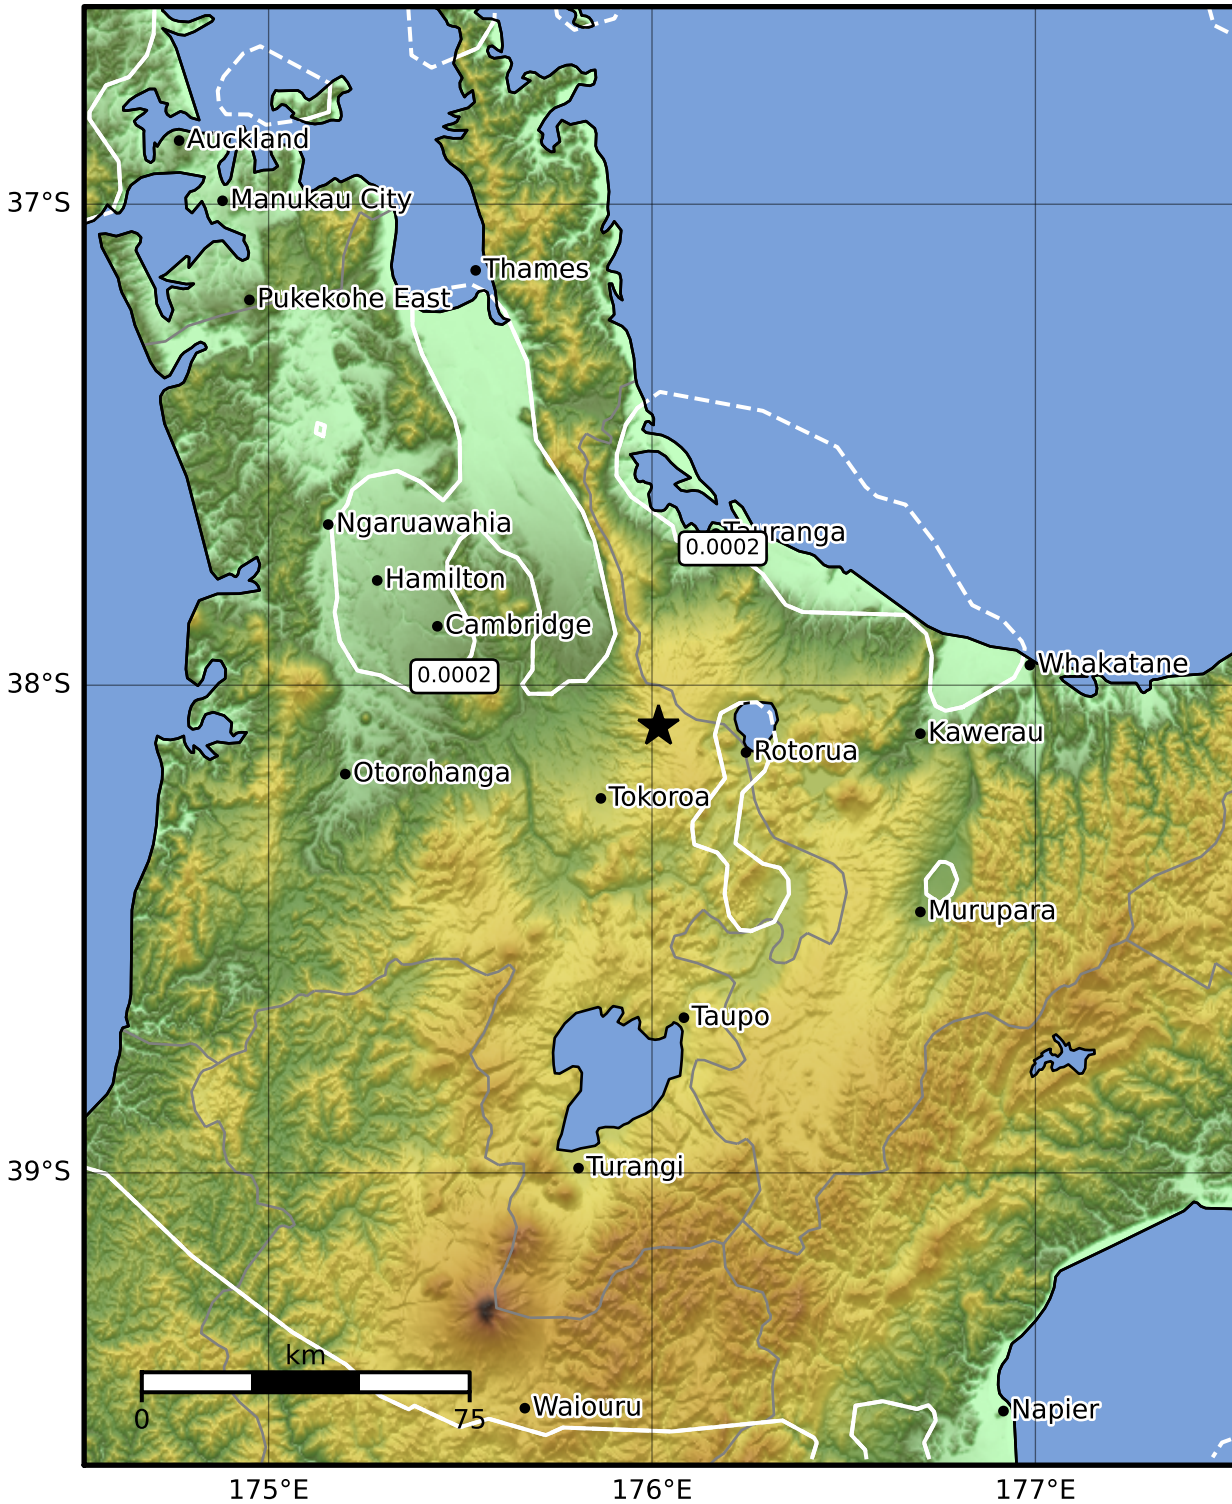 Auckland
Manukau City
37°S
Thames
Pukekohe East
Ngaruawahia
Tauranga
0.0002
Hamilton
Cambridge
Whakatane
0.0002
38°S
Kawerau
Rotorua
Otorohanga
Tokoroa
Murupara
Taupo
Turangi
39°S
km
0 75
Waiouru
Napier
175°E 176°E 177°E